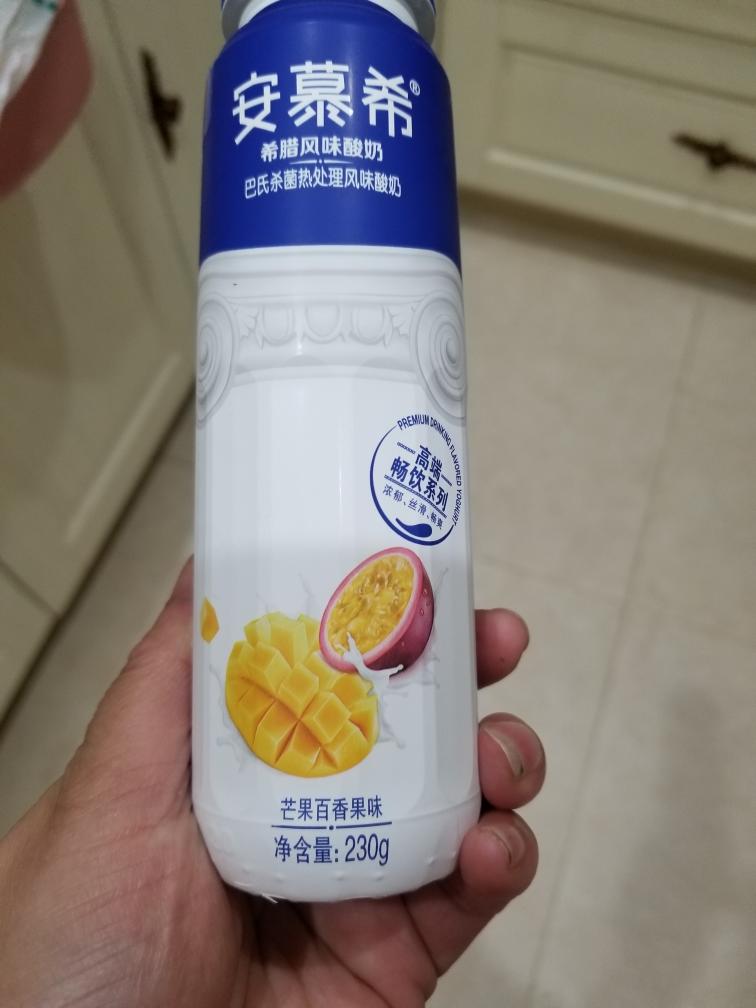 安慕希®
希腊风味酸奶
巴氏杀菌热处理风味酸奶
PREMIUM DRINKING FLAVORED YOGHURT
高端
畅饮系列
浓郁、丝滑、畅爽
芒果百香果味
净含量:230g